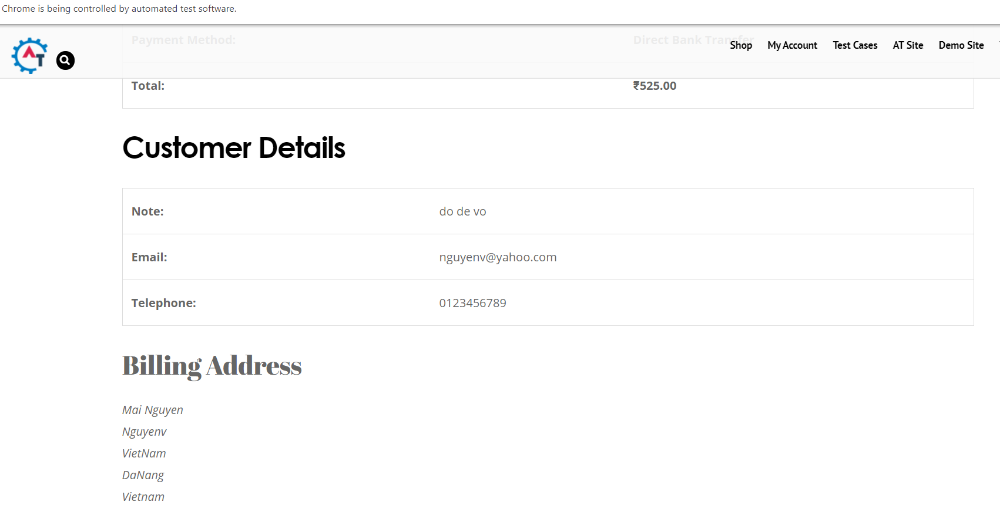 Chrome is being controlled by automated test software.
Payment Method: Direct Bank Transfer
AT Shop My Account Test Cases AT Site Demo Site
Total: ₹525.00
Customer Details
Note: do de vo
Email: nguyenv@yahoo.com
Telephone: 0123456789
Billing Address
Mai Nguyen
Nguyenv
VietNam
DaNang
Vietnam